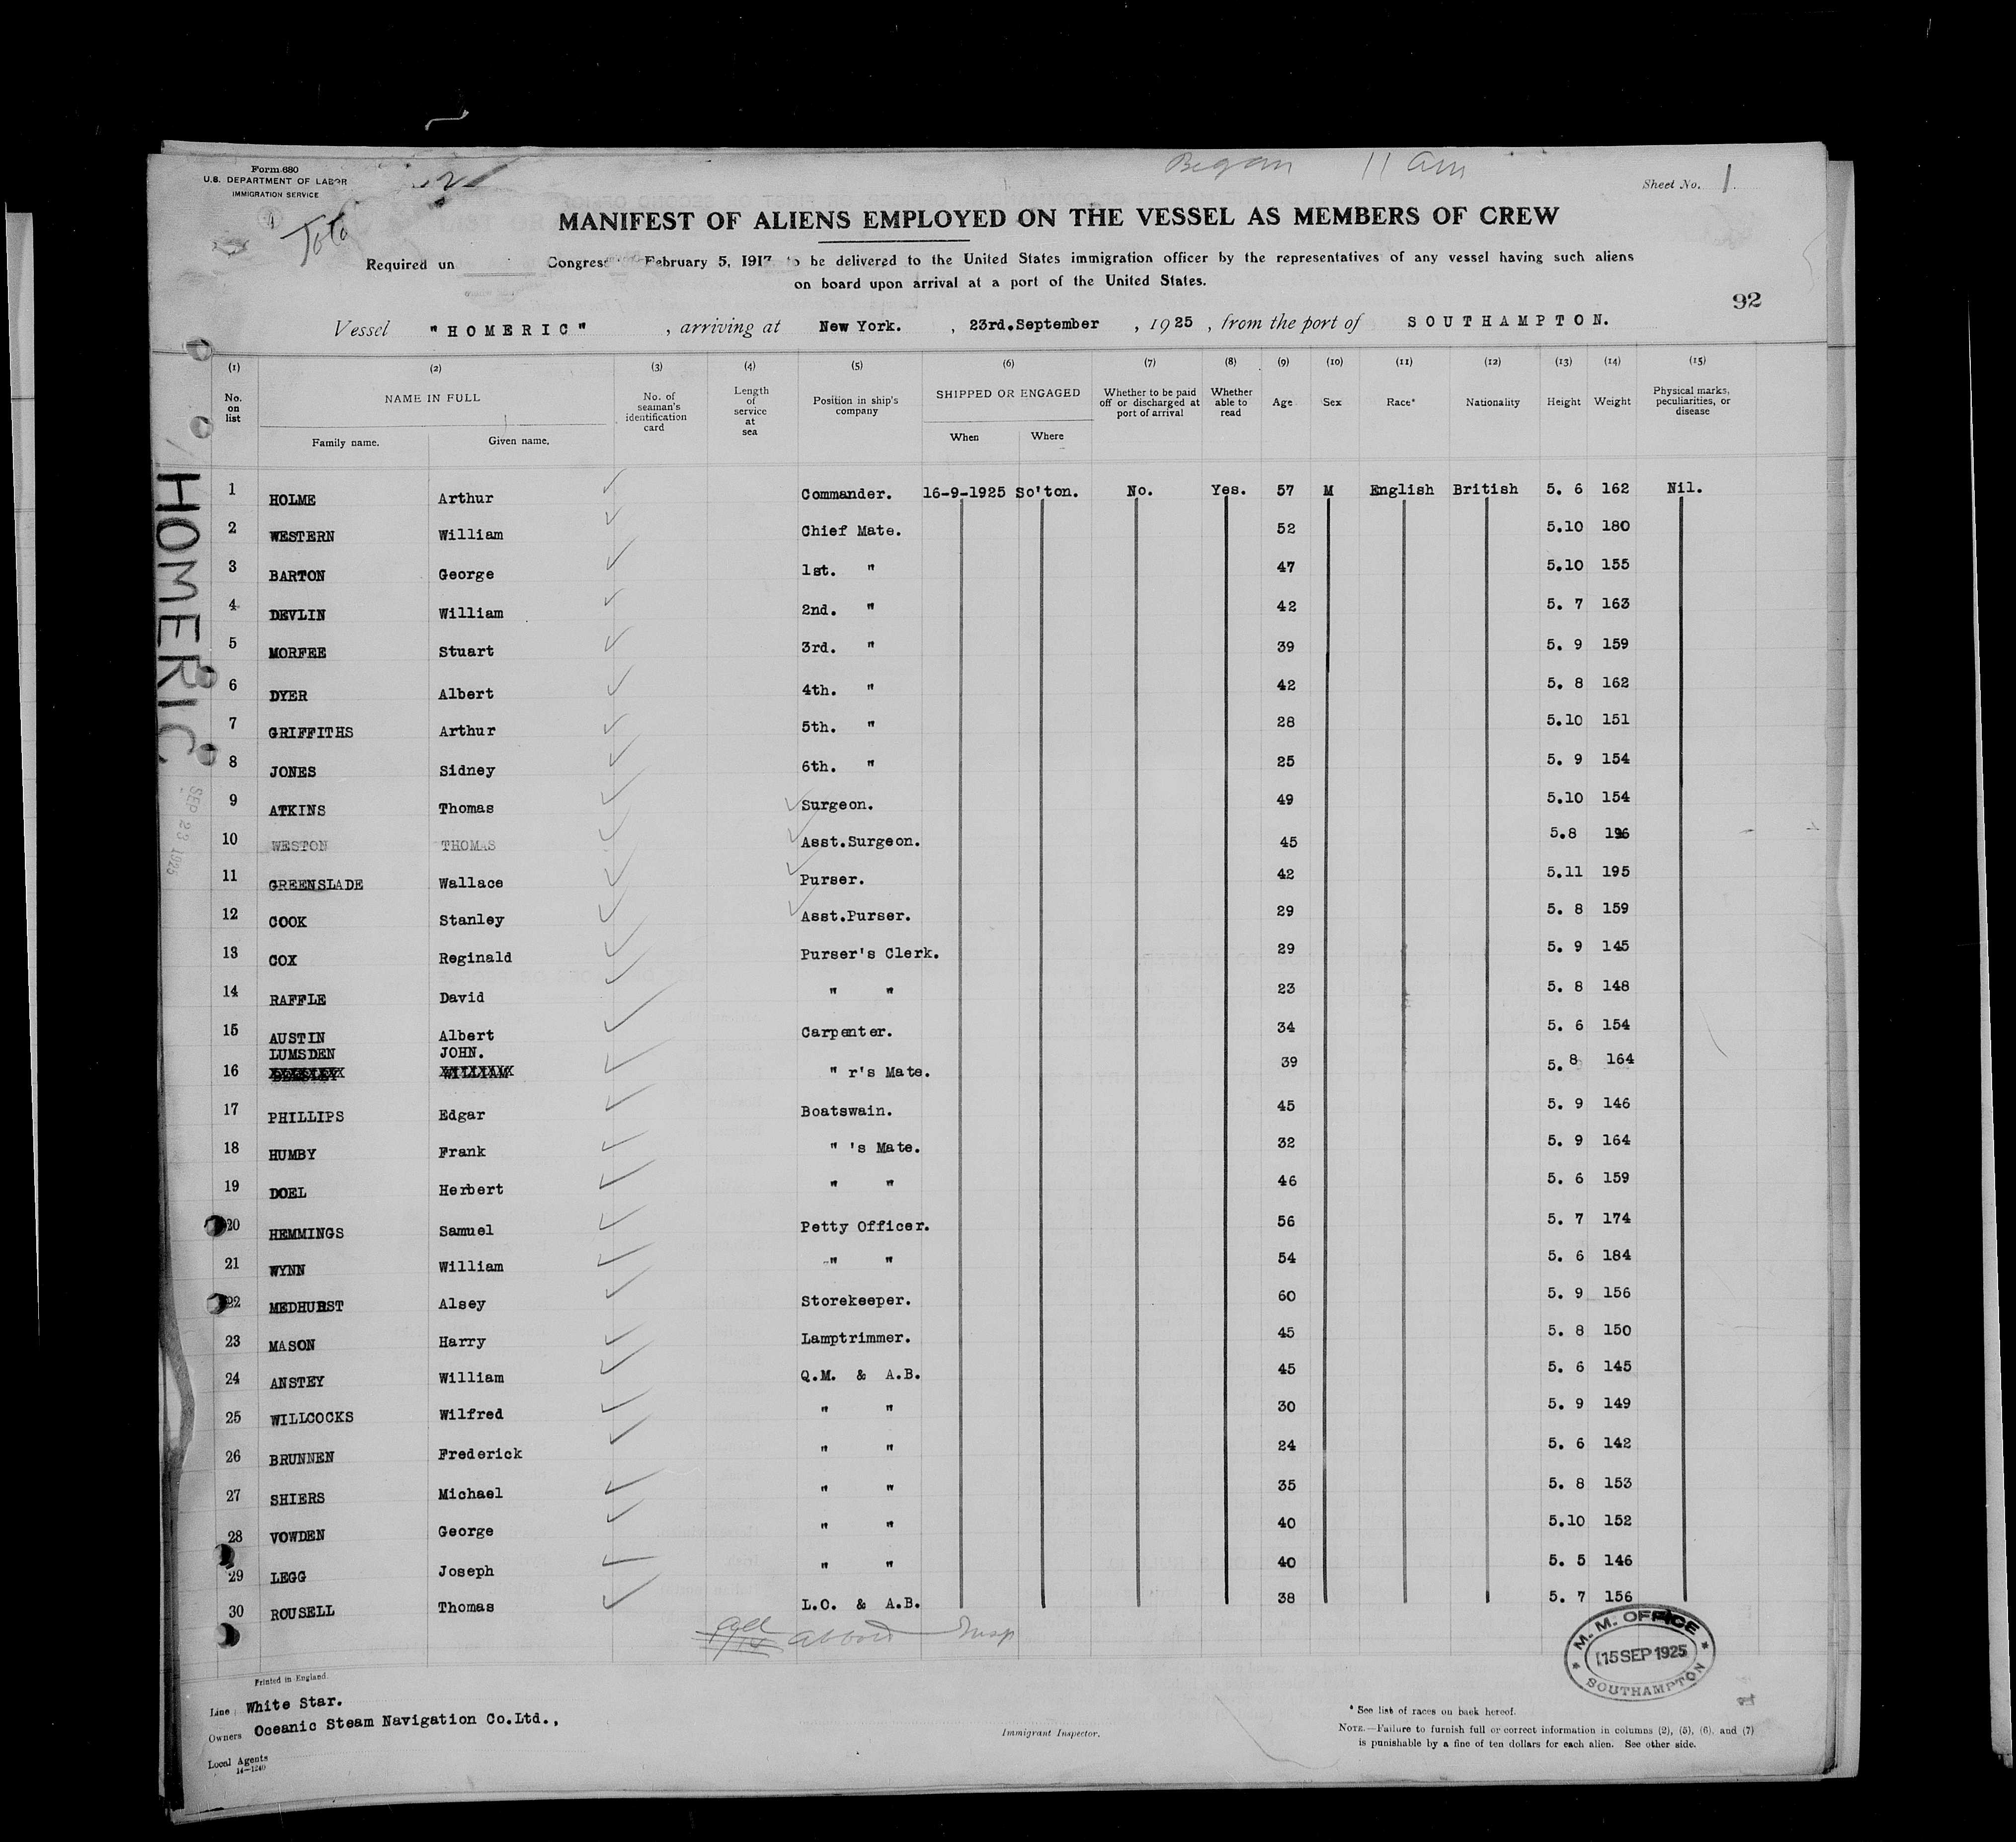 Form 680
U.S. DEPARTMENT OF LABOR
IMMIGRATION SERVICE
Began 11 am
Sheet No. 1.
MANIFEST OF ALIENS EMPLOYED ON THE VESSEL AS MEMBERS OF CREW
Required un Congress February 5, 1917 to be delivered to the United States immigration officer by the representatives of any vessel having such aliens
on board upon arrival at a port of the United States.
92
Vessel "HOMERIC" , arriving at New York. , 23rd.September , 1925 , from the port of SOUTHAMPTON.
(1) (2) (3) (4) (5) (6) (7) (8) (9) (10) (11) (12) (13) (14) (15)
No. on list NAME IN FULL Family name. Given name. No. of seaman's identification card Length of service at sea Position in ship's company SHIPPED OR ENGAGED When Where Whether to be paid off or discharged at port of arrival Whether able to read Age Sex Race* Nationality Height Weight Physical marks, peculiarities, or disease
1 HOLME Arthur Commander. 16-9-1925 So'ton. No. Yes. 57 M English British 5. 6 162 Nil.
2 WESTERN William Chief Mate. 52 5.10 180
3 BARTON George 1st. " 47 5.10 155
4 DEVLIN William 2nd. " 42 5. 7 163
5 MORFEE Stuart 3rd. " 39 5. 9 159
6 DYER Albert 4th. " 42 5. 8 162
7 GRIFFITHS Arthur 5th. " 28 5.10 151
8 JONES Sidney 6th. " 25 5. 9 154
9 ATKINS Thomas Surgeon. 49 5.10 154
10 WESTON THOMAS Asst.Surgeon. 45 5.8 196
11 GREENSLADE Wallace Purser. 42 5.11 195
12 COOK Stanley Asst.Purser. 29 5. 8 159
13 COX Reginald Purser's Clerk. 29 5. 9 145
14 RAFFLE David " " 23 5. 8 148
15 AUSTIN Albert Carpenter. 34 5. 6 154
LUMSDEN JOHN.
16 WILLIAM " r's Mate. 39 5. 8 164
17 PHILLIPS Edgar Boatswain. 45 5. 9 146
18 HUMBY Frank " 's Mate. 32 5. 9 164
19 DOEL Herbert " " 46 5. 6 159
20 HEMMINGS Samuel Petty Officer. 56 5. 7 174
21 WYNN William " " 54 5. 6 184
22 MEDHURST Alsey Storekeeper. 60 5. 9 156
23 MASON Harry Lamptrimmer. 45 5. 8 150
24 ANSTEY William Q.M. & A.B. 45 5. 6 145
25 WILLCOCKS Wilfred " " 30 5. 9 149
26 BRUNNEN Frederick " " 24 5. 6 142
27 SHIERS Michael " " 35 5. 8 153
28 VOWDEN George " " 40 5.10 152
29 LEGG Joseph " " 40 5. 5 146
30 ROUSELL Thomas L.O. & A.B. 38 5. 7 156
HOMERIC
SEP 23 1925
M. M. OFFICE
15 SEP 1925
SOUTHAMPTON
Printed in England.
Line White Star.
Owners Oceanic Steam Navigation Co.Ltd.,
Local Agents
14-1240
Immigrant Inspector.
* See list of races on back hereof.
NOTE.—Failure to furnish full or correct information in columns (2), (5), (6), and (7)
is punishable by a fine of ten dollars for each alien. See other side.